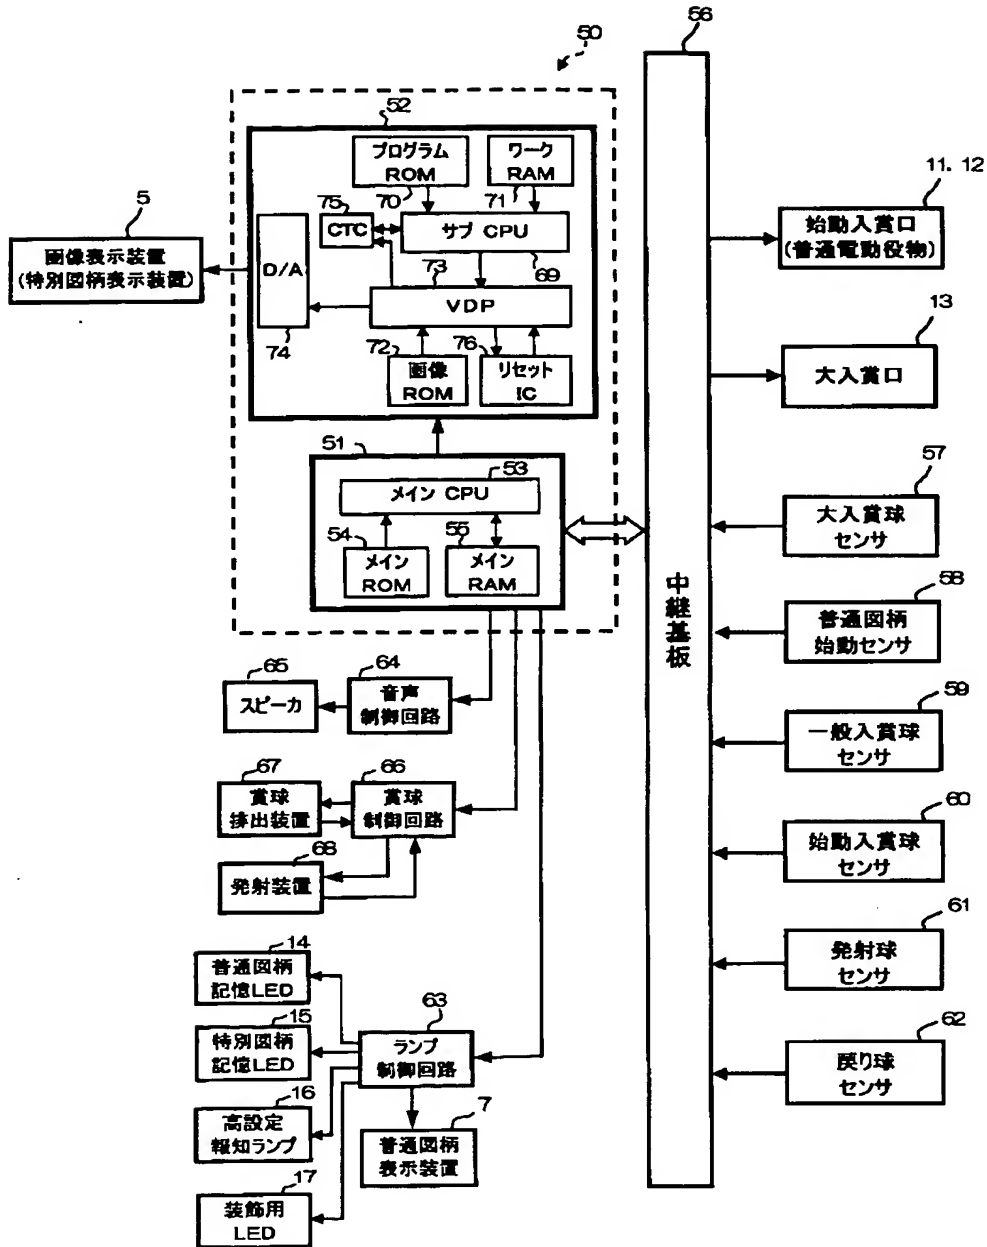 50
56
52
プログラム
ROM
70
ワーク
RAM
71
75
CTC
サブ CPU
69
D/A
74
73
VDP
72
画像
ROM
76
リセット
IC
5
画像表示装置
(特別図柄表示装置)
51
53
メイン CPU
54
メイン
ROM
55
メイン
RAM
中継基板
11, 12
始動入賞口
(普通電動役物)
13
大入賞口
57
大入賞球
センサ
58
普通図柄
始動センサ
59
一般入賞球
センサ
60
始動入賞球
センサ
61
発射球
センサ
62
戻り球
センサ
65
スピーカ
64
音声
制御回路
67
賞球
排出装置
66
賞球
制御回路
68
発射装置
14
普通図柄
記憶LED
15
特別図柄
記憶LED
16
高設定
報知ランプ
17
装飾用
LED
63
ランプ
制御回路
7
普通図柄
表示装置